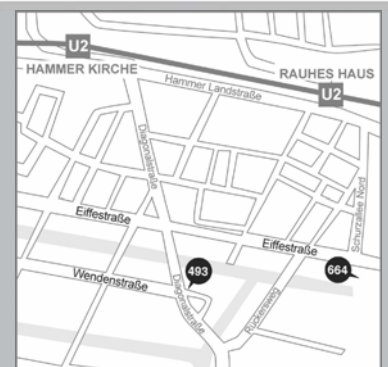 U2
HAMMER KIRCHE
RAUHES HAUS
U2
Hammer Landstraße
Diagonalstraße
Schurzallee Nord
Eiffestraße
Eiffestraße
493
664
Wendenstraße
Diagonalstraße
Rückersweg